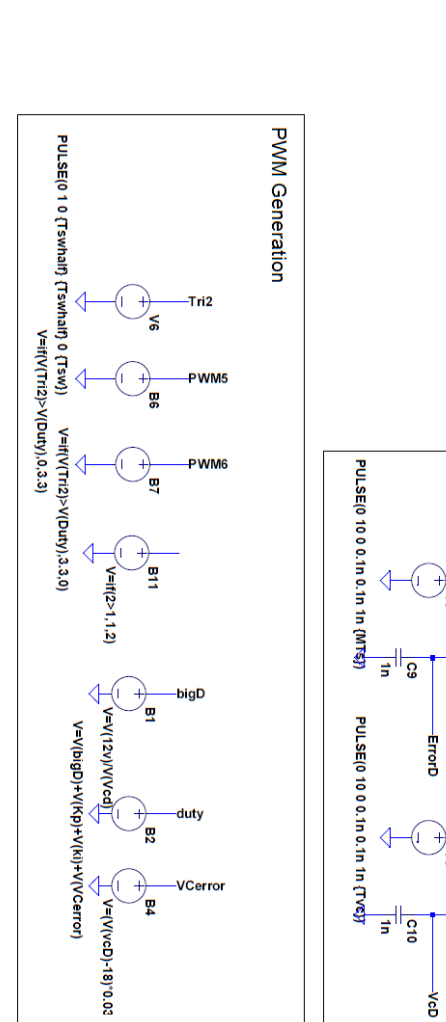 PWM Generation
Tri2
V6
PULSE(0 1 0 {Tswhalf} {Tswhalf} 0 {Tsw})
PWM5
B6
V=if(V(Tri2)>V(Duty),0,3.3)
PWM6
B7
V=if(V(Tri2)>V(Duty),3.3,0)
B11
V=if(2>1,1,2)
bigD
B1
V=V(12v)/V(Vcd)
duty
B2
V=V(bigD)+V(Kp)+V(ki)+V(VCerror)
VCerror
B4
V=(V(vcD)-18)*0.03
PULSE(0 10 0 0.1n 0.1n 1n {MTs})
C9
1n
ErrorD
PULSE(0 10 0 0.1n 0.1n 1n {Tvc})
C10
1n
VcD